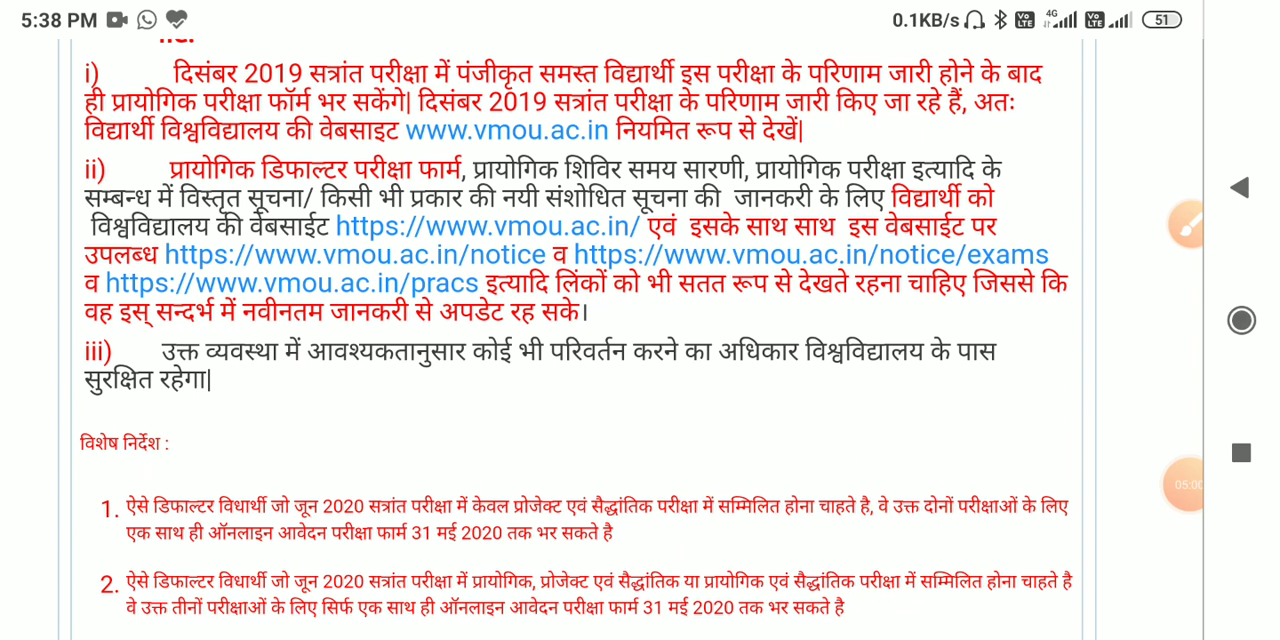 5:38 PM
0.1KB/s 4G 51
i) दिसंबर 2019 सत्रांत परीक्षा में पंजीकृत समस्त विद्यार्थी इस परीक्षा के परिणाम जारी होने के बाद
ही प्रायोगिक परीक्षा फॉर्म भर सकेंगे| दिसंबर 2019 सत्रांत परीक्षा के परिणाम जारी किए जा रहे हैं, अतः
विद्यार्थी विश्वविद्यालय की वेबसाइट www.vmou.ac.in नियमित रूप से देखें|
ii) प्रायोगिक डिफाल्टर परीक्षा फार्म, प्रायोगिक शिविर समय सारणी, प्रायोगिक परीक्षा इत्यादि के
सम्बन्ध में विस्तृत सूचना/ किसी भी प्रकार की नयी संशोधित सूचना की जानकारी के लिए विद्यार्थी को
विश्वविद्यालय की वेबसाईट https://www.vmou.ac.in/ एवं इसके साथ साथ इस वेबसाईट पर
उपलब्ध https://www.vmou.ac.in/notice व https://www.vmou.ac.in/notice/exams
व https://www.vmou.ac.in/pracs इत्यादि लिंकों को भी सतत रूप से देखते रहना चाहिए जिससे कि
वह इस् सन्दर्भ में नवीनतम जानकरी से अपडेट रह सके।
iii) उक्त व्यवस्था में आवश्यकतानुसार कोई भी परिवर्तन करने का अधिकार विश्वविद्यालय के पास
सुरक्षित रहेगा|
विशेष निर्देश :
1. ऐसे डिफाल्टर विधार्थी जो जून 2020 सत्रांत परीक्षा में केवल प्रोजेक्ट एवं सैद्धांतिक परीक्षा में सम्मिलित होना चाहते है, वे उक्त दोनों परीक्षाओं के लिए
एक साथ ही ऑनलाइन आवेदन परीक्षा फार्म 31 मई 2020 तक भर सकते है
2. ऐसे डिफाल्टर विधार्थी जो जून 2020 सत्रांत परीक्षा में प्रायोगिक, प्रोजेक्ट एवं सैद्धांतिक या प्रायोगिक एवं सैद्धांतिक परीक्षा में सम्मिलित होना चाहते है
वे उक्त तीनों परीक्षाओं के लिए सिर्फ एक साथ ही ऑनलाइन आवेदन परीक्षा फार्म 31 मई 2020 तक भर सकते है
05:00